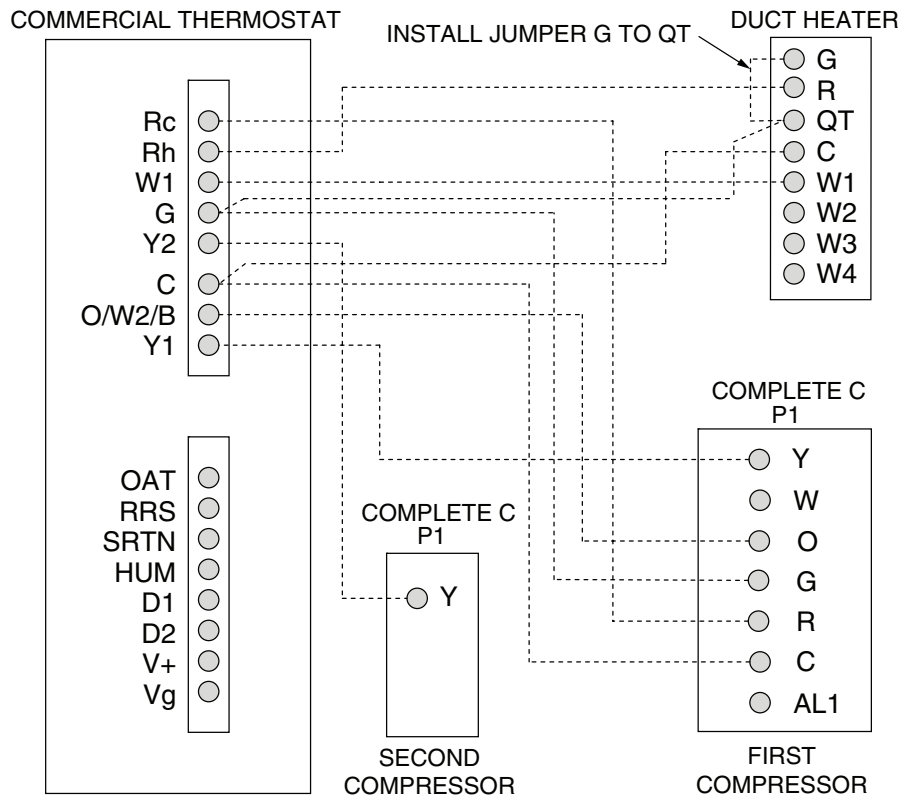 COMMERCIAL THERMOSTAT
Rc
Rh
W1
G
Y2
C
O/W2/B
Y1
OAT
RRS
SRTN
HUM
D1
D2
V+
Vg
INSTALL JUMPER G TO QT
DUCT HEATER
G
R
QT
C
W1
W2
W3
W4
COMPLETE C
P1
Y
SECOND
COMPRESSOR
COMPLETE C
P1
Y
W
O
G
R
C
AL1
FIRST
COMPRESSOR